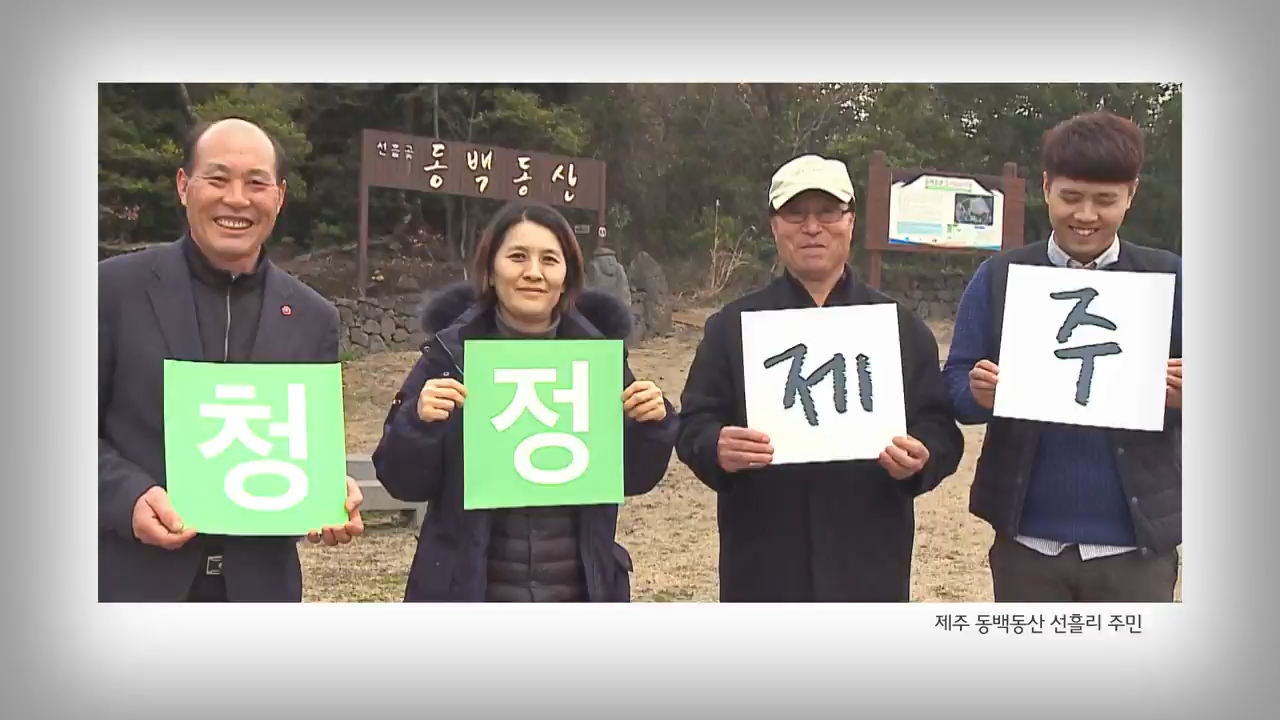 선흘곶 동백동산
청 정 제 주
제주 동백동산 선흘리 주민